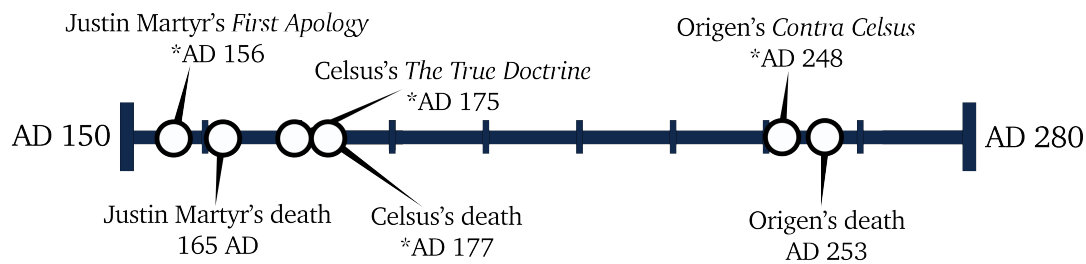 Justin Martyr’s First Apology
*AD 156
Origen’s Contra Celsus
*AD 248
Celsus’s The True Doctrine
*AD 175
AD 150
AD 280
Justin Martyr’s death
165 AD
Celsus’s death
*AD 177
Origen’s death
AD 253